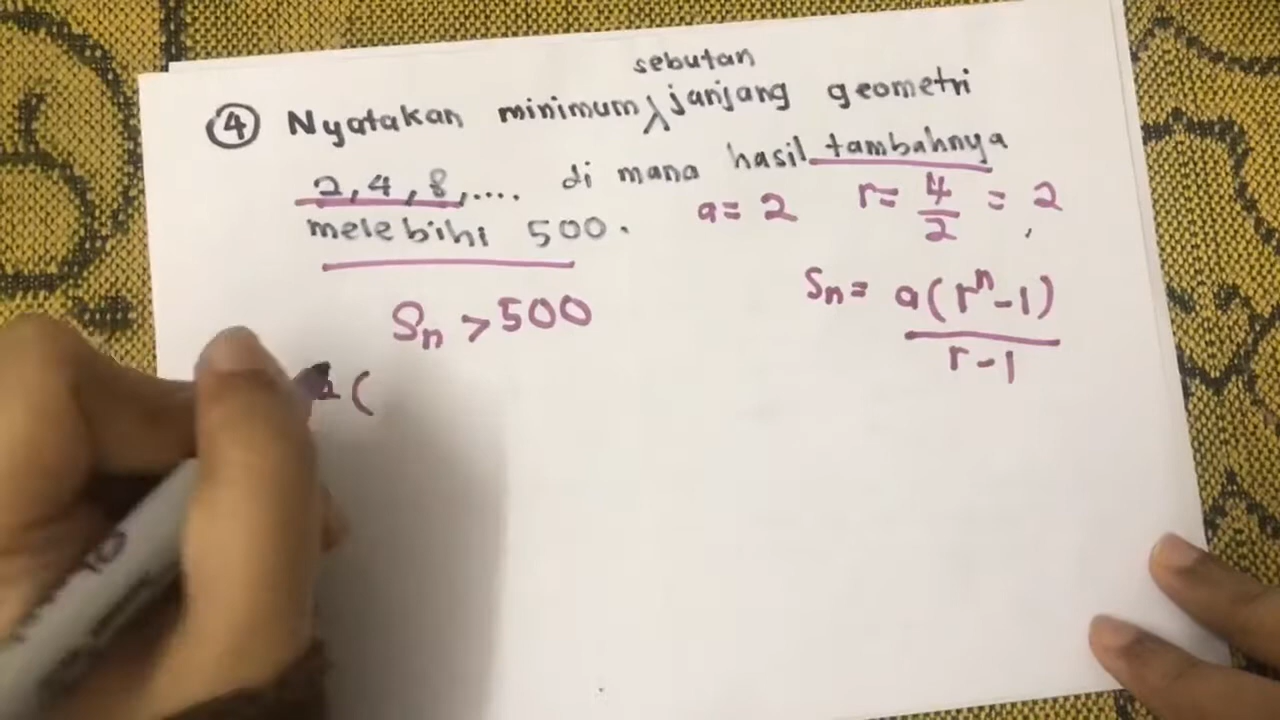 sebutan
④ Nyatakan minimum⅄ janjang geometri
2, 4, 8, .... di mana hasil tambahnya
melebihi 500.
a = 2 r = 4/2 = 2,
Sn > 500
Sn = a(rⁿ-1)/r-1
(